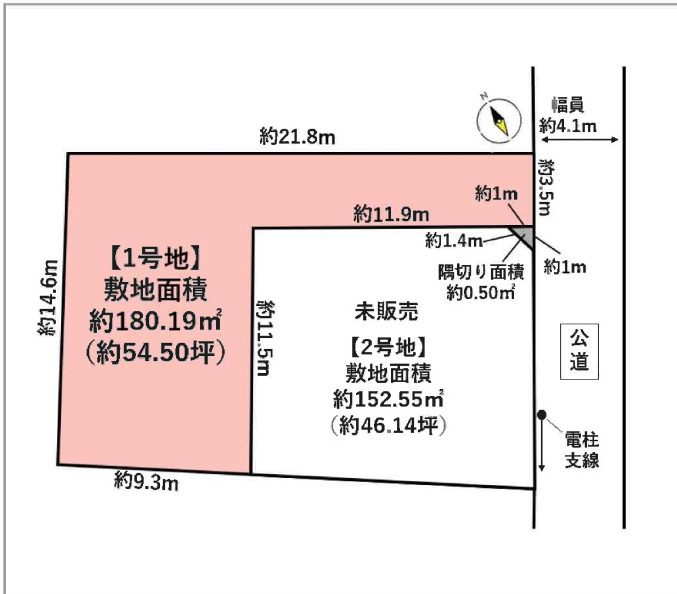 N
幅員
約4.1m
約21.8m
約3.5m
約1m
約11.9m
約1.4m
約1m
隅切り面積
約0.50㎡
【1号地】
敷地面積
約180.19㎡
（約54.50坪）
約14.6m
約11.5m
未販売
【2号地】
敷地面積
約152.55㎡
（約46.14坪）
公道
電柱
支線
約9.3m